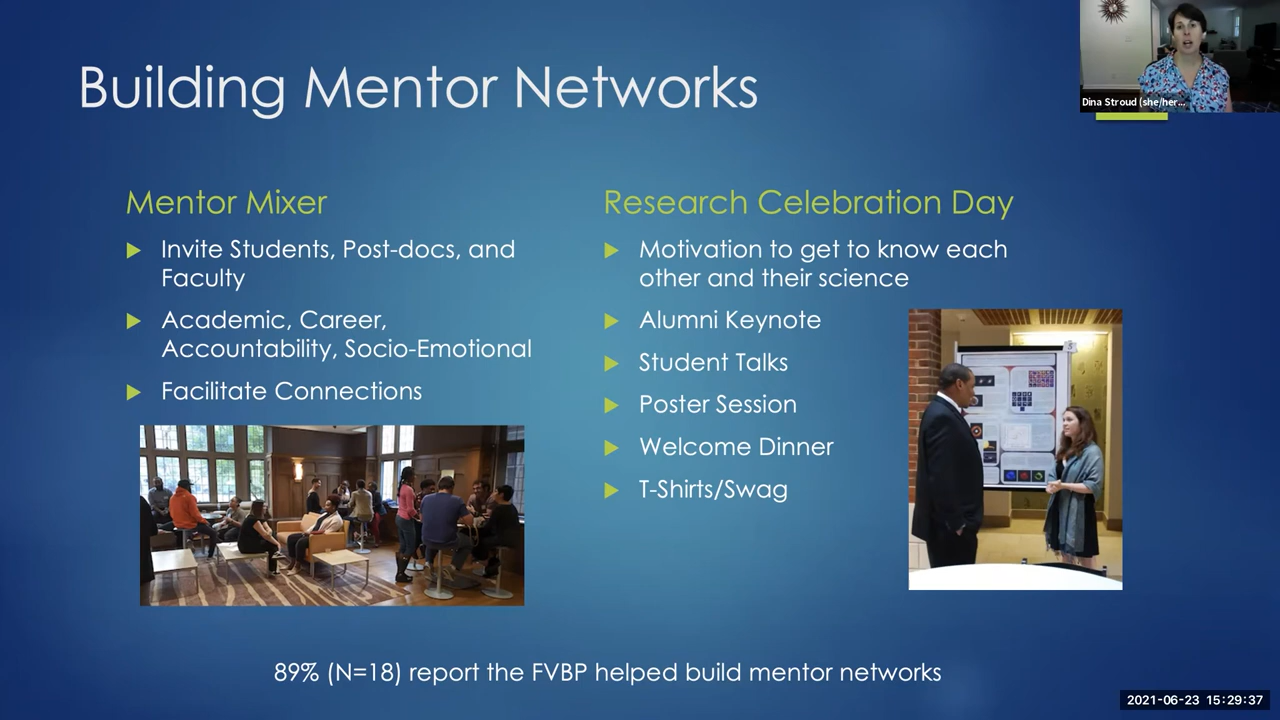 Building Mentor Networks
Dina Stroud (she/her...
Mentor Mixer
Invite Students, Post-docs, and
Faculty
Academic, Career,
Accountability, Socio-Emotional
Facilitate Connections
Research Celebration Day
Motivation to get to know each
other and their science
Alumni Keynote
Student Talks
Poster Session
Welcome Dinner
T-Shirts/Swag
89% (N=18) report the FVBP helped build mentor networks
2021-06-23 15:29:37